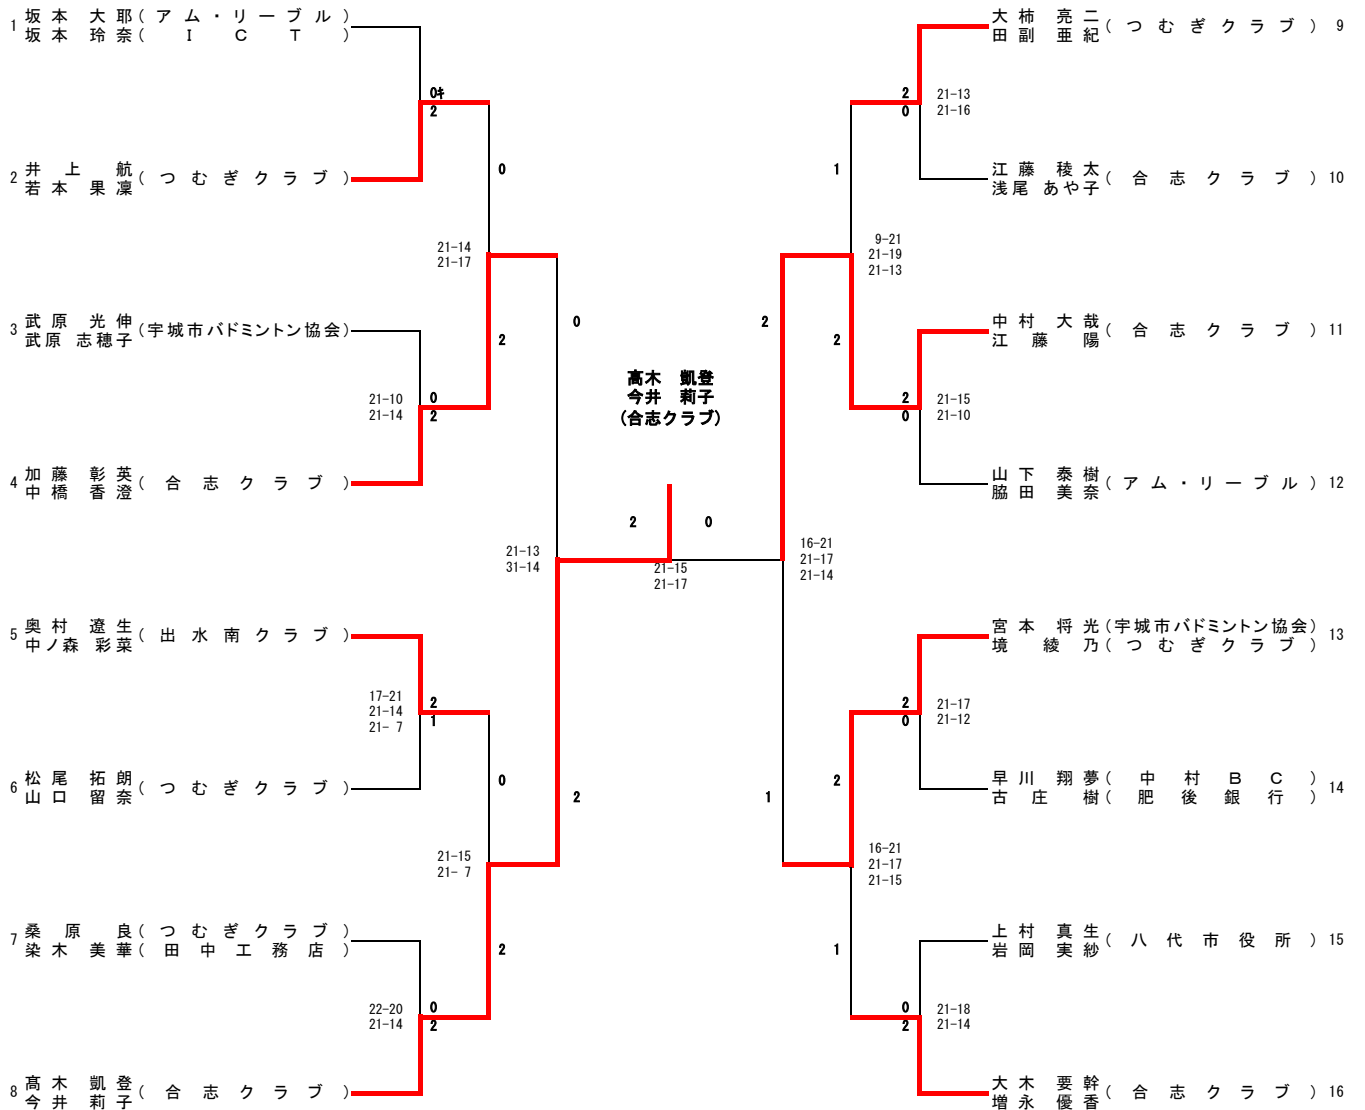 1 坂本 大耶 (アム・リーブル)
坂本 玲奈 (ＩＣＴ)
0ｷ
2
2 井上 航 (つむぎクラブ)
若本 果凜
0
21-14
21-17
3 武原 光伸 (宇城市バドミントン協会)
武原 志穂子
2
21-10
21-14
0
2
4 加藤 彰英 (合志クラブ)
中橋 香澄
0
21-13
31-14
5 奥村 遼生 (出水南クラブ)
中ノ森 彩菜
17-21
21-14
21- 7
2
1
6 松尾 拓朗 (つむぎクラブ)
山口 留奈
0
2
21-15
21- 7
7 桑原 良 (つむぎクラブ)
染木 美華 (田中工務店)
2
22-20
21-14
0
2
8 髙木 凱登 (合志クラブ)
今井 莉子
髙木 凱登
今井 莉子
(合志クラブ)
2 0
21-15
21-17
大柿 亮二 (つむぎクラブ) 9
田副 亜紀
2
0
21-13
21-16
江藤 稜太 (合志クラブ) 10
浅尾 あや子
1
9-21
21-19
21-13
2
2
中村 大哉 (合志クラブ) 11
江藤 陽
2
0
21-15
21-10
山下 泰樹 (アム・リーブル) 12
脇田 美奈
16-21
21-17
21-14
宮本 将光 (宇城市バドミントン協会) 13
境 綾乃 (つむぎクラブ)
2
0
21-17
21-12
早川 翔夢 (中村ＢＣ) 14
古庄 樹 (肥後銀行)
2
1
16-21
21-17
21-15
上村 真生 (八代市役所) 15
岩岡 実紗
1
0
2
21-18
21-14
大木 要幹 (合志クラブ) 16
増永 優香